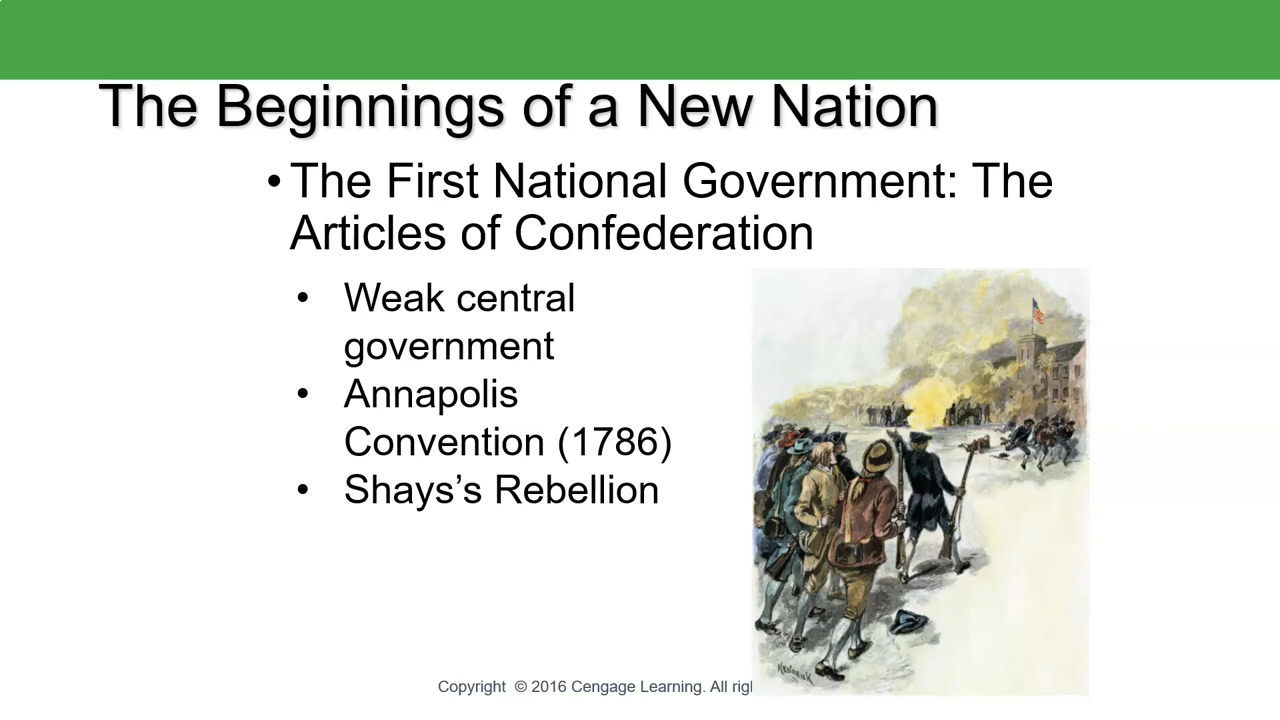 The Beginnings of a New Nation
• The First National Government: The
Articles of Confederation
• Weak central
government
• Annapolis
Convention (1786)
• Shays’s Rebellion
KENDRICK
Copyright © 2016 Cengage Learning. All